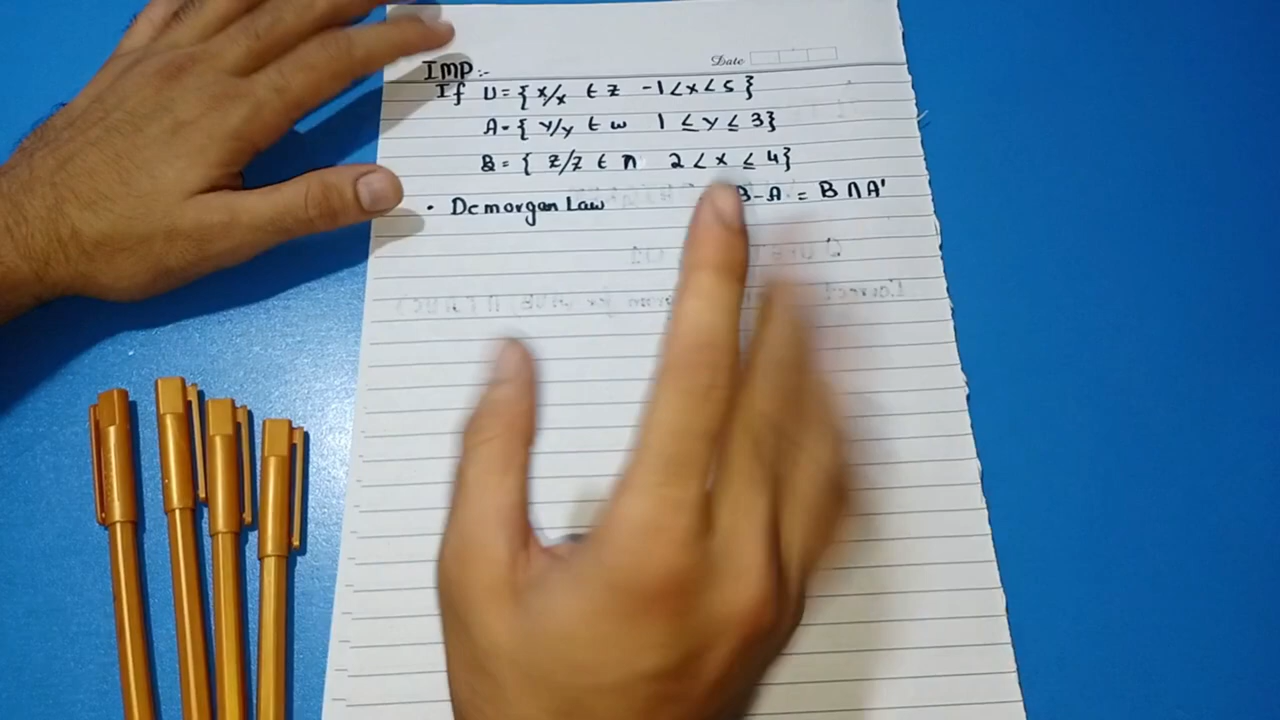 Date
IMP:-
If U = { x/x ∈ z -1 < x < 5 }
A = { y/y ∈ w 1 ≤ y ≤ 3 }
B = { z/z ∈ n 2 < x ≤ 4 }
• Demorgan Law B-A = B ∩ A'